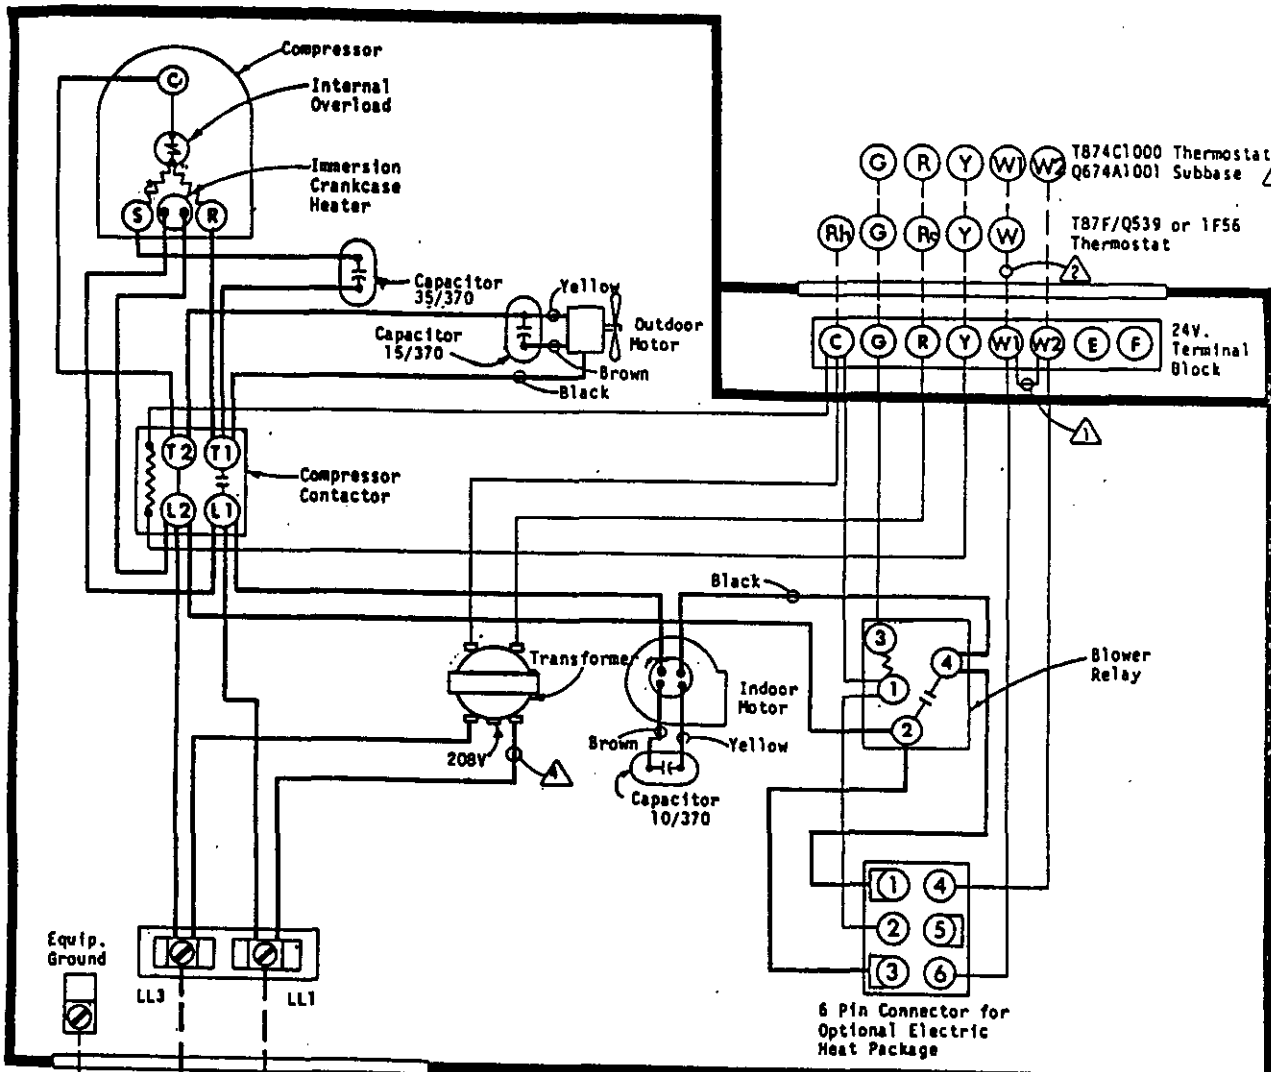 Compressor
C
Internal
Overload
Immersion
Crankcase
Heater
S
R
Capacitor
35/370
Yellow
Capacitor
15/370
Outdoor
Motor
Brown
Black
G R Y W1 W2
T874C1000 Thermostat
Q674A1001 Subbase
Rh G Rc Y W
T87F/Q539 or 1F56
Thermostat
2
C G R Y W1 W2 E F
24V.
Terminal
Block
1
T2 T1
L2 L1
Compressor
Contactor
Black
Transformer
Indoor
Motor
208V
4
Brown
Yellow
Capacitor
10/370
3
4
1
2
Blower
Relay
1 4
2 5
3 6
6 Pin Connector for
Optional Electric
Heat Package
Equip.
Ground
LL3
LL1